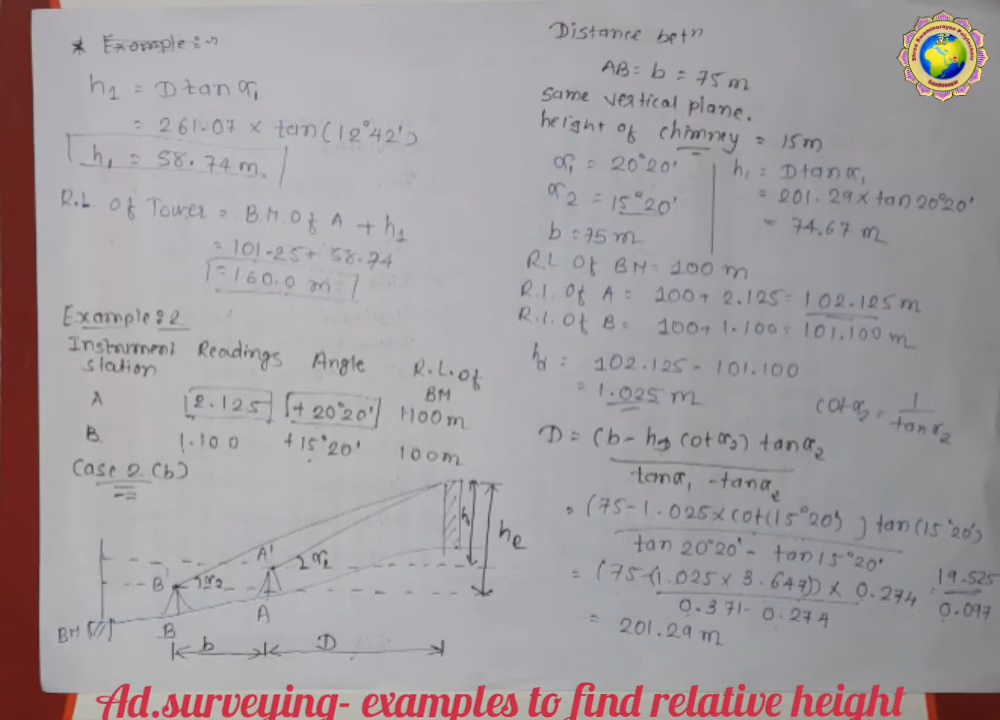 * Example:-
h1 = D tan α1
= 261.07 × tan(12°42')
h1 = 58.74 m.
R.L. of Tower = B.M. of A + h1
= 101.25 + 58.74
= 160.0 m
Example: 2
Instrument station Readings Angle R.L. of BM
A 2.125 +20°20' 100m
B. 1.100 +15°20' 100m
Case 2 (b)
he
h1
A'
α2
B'
α2
A
BM
B
b
D
Distance betn
AB = b = 75 m
same vertical plane.
height of chimney = 15m
α1 = 20°20'
α2 = 15°20'
b = 75 m
h1 = D tan α1
= 201.29 × tan 20°20'
= 74.67 m
R.L of BM = 100 m
R.L. of A = 100 + 2.125 = 102.125 m
R.L. of B = 100 + 1.100 = 101.100 m
hd = 102.125 - 101.100
= 1.025 m
cot α2 = 1 / tan α2
D = (b - hd cot α2) tan α2
tan α1 - tan α2
= (75 - 1.025 × cot(15°20')) tan(15°20')
tan 20°20' - tan 15°20'
= (75 - (1.025 × 3.647)) × 0.274 = 19.525
0.371 - 0.274 0.097
= 201.29 m
Shree Swaminarayan Polytechnic
Gandhinagar
Ad.surveying- examples to find relative height